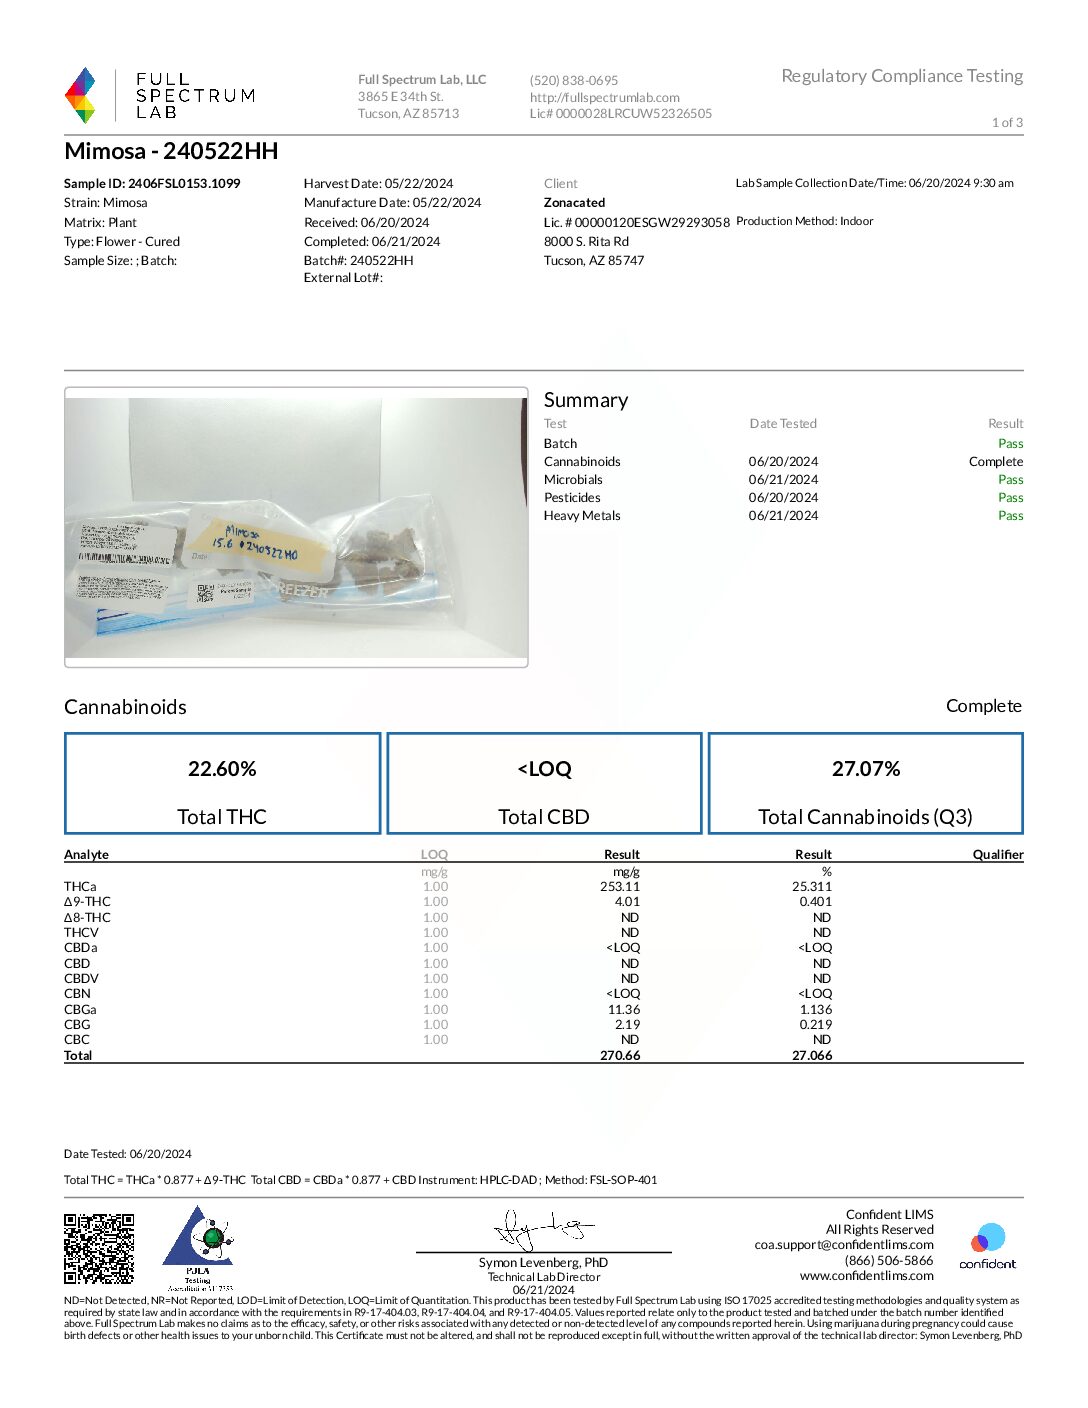 FULL SPECTRUM LAB
Full Spectrum Lab, LLC
3865 E 34th St.
Tucson, AZ 85713
(520) 838-0695
http://fullspectrumlab.com
Lic# 0000028LRCUW52326505
Regulatory Compliance Testing
1 of 3
Mimosa - 240522HH
Sample ID: 2406FSL0153.1099
Strain: Mimosa
Matrix: Plant
Type: Flower - Cured
Sample Size: ; Batch:
Harvest Date: 05/22/2024
Manufacture Date: 05/22/2024
Received: 06/20/2024
Completed: 06/21/2024
Batch#: 240522HH
External Lot#:
Client
Zonacated
Lic. # 00000120ESGW29293058
8000 S. Rita Rd
Tucson, AZ 85747
Lab Sample Collection Date/Time: 06/20/2024 9:30 am
Production Method: Indoor
Mimosa
Date:
FREEZER
Summary
Test Date Tested Result
Batch Pass
Cannabinoids 06/20/2024 Complete
Microbials 06/21/2024 Pass
Pesticides 06/20/2024 Pass
Heavy Metals 06/21/2024 Pass
Cannabinoids Complete
22.60% <LOQ 27.07%
Total THC Total CBD Total Cannabinoids (Q3)
Analyte LOQ Result Result Qualifier
mg/g mg/g %
THCa 1.00 253.11 25.311
Δ9-THC 1.00 4.01 0.401
Δ8-THC 1.00 ND ND
THCV 1.00 ND ND
CBDa 1.00 <LOQ <LOQ
CBD 1.00 ND ND
CBDV 1.00 ND ND
CBN 1.00 <LOQ <LOQ
CBGa 1.00 11.36 1.136
CBG 1.00 2.19 0.219
CBC 1.00 ND ND
Total 270.66 27.066
Date Tested: 06/20/2024
Total THC = THCa * 0.877 + Δ9-THC Total CBD = CBDa * 0.877 + CBD Instrument: HPLC-DAD ; Method: FSL-SOP-401
PJLA
Testing
Symon Levenberg, PhD
Technical Lab Director
06/21/2024
Confident LIMS
All Rights Reserved
coa.support@confidentlims.com
(866) 506-5866
www.confidentlims.com
confident
ND=Not Detected, NR=Not Reported, LOD=Limit of Detection, LOQ=Limit of Quantitation. This product has been tested by Full Spectrum Lab using ISO 17025 accredited testing methodologies and quality system as
required by state law and in accordance with the requirements in R9-17-404.03, R9-17-404.04, and R9-17-404.05. Values reported relate only to the product tested and batched under the batch number identified
above. Full Spectrum Lab makes no claims as to the efficacy, safety, or other risks associated with any detected or non-detected level of any compounds reported herein. Using marijuana during pregnancy could cause
birth defects or other health issues to your unborn child. This Certificate must not be altered, and shall not be reproduced except in full, without the written approval of the technical lab director: Symon Levenberg, PhD